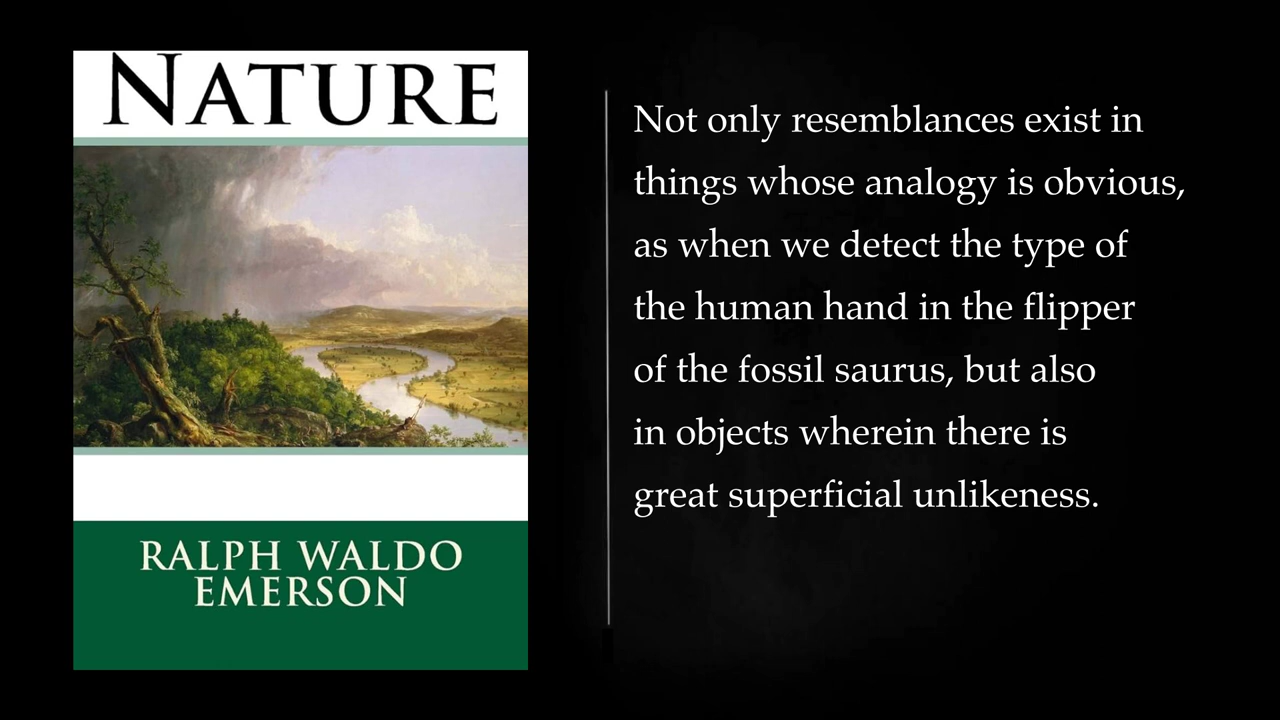 NATURE
RALPH WALDO
EMERSON
Not only resemblances exist in
things whose analogy is obvious,
as when we detect the type of
the human hand in the flipper
of the fossil saurus, but also
in objects wherein there is
great superficial unlikeness.